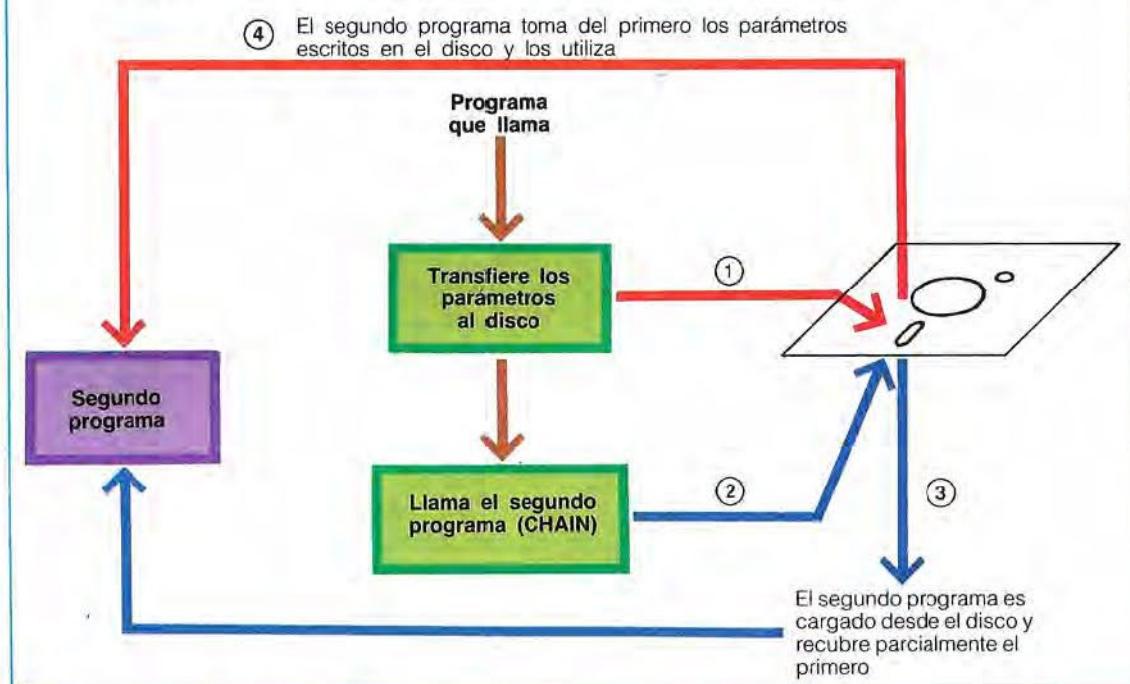 ④ El segundo programa toma del primero los parámetros
escritos en el disco y los utiliza
Programa
que llama
Transfiere los
parámetros
al disco
①
Segundo
programa
Llama el segundo
programa (CHAIN)
②
③
El segundo programa es
cargado desde el disco y
recubre parcialmente el
primero